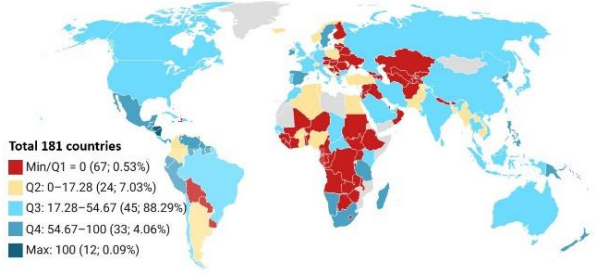 Total 181 countries
Min/Q1 = 0 (67; 0.53%)
Q2: 0–17.28 (24; 7.03%)
Q3: 17.28–54.67 (45; 88.29%)
Q4: 54.67–100 (33; 4.06%)
Max: 100 (12; 0.09%)